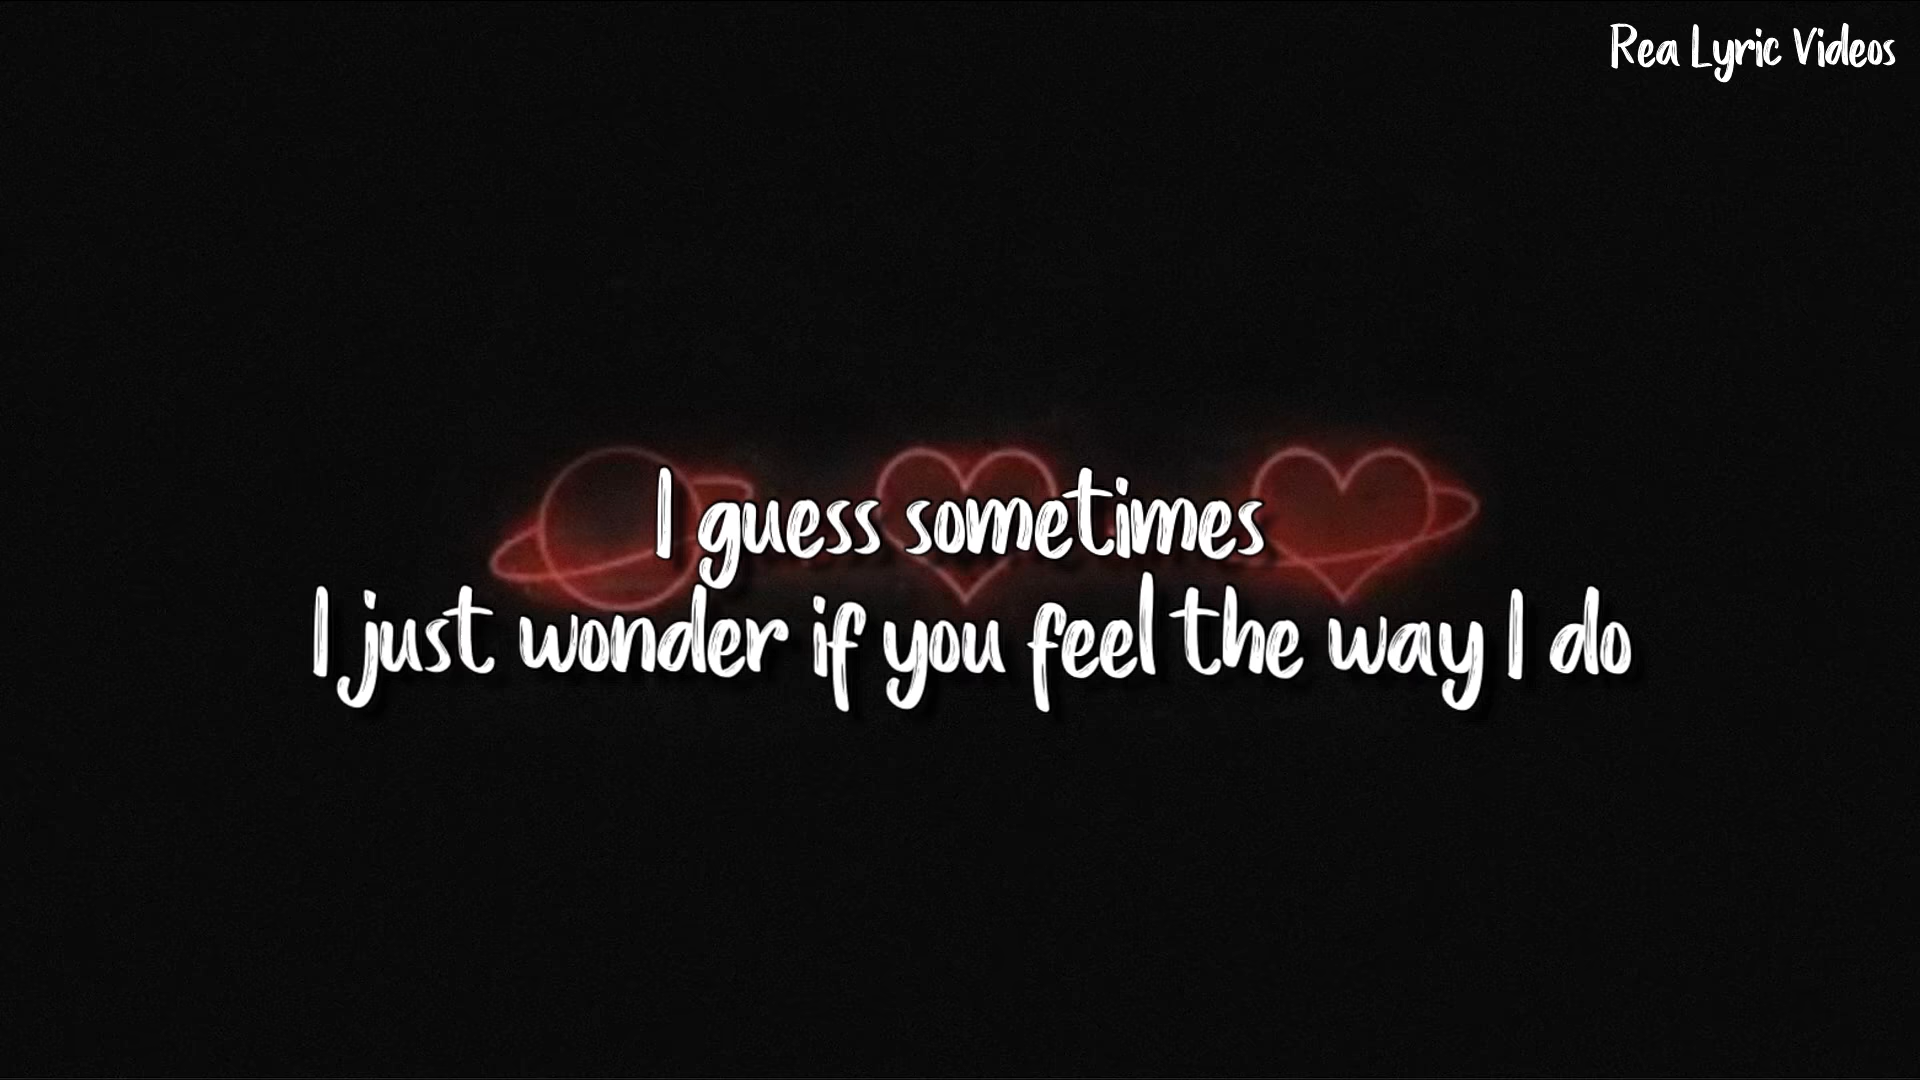 Rea Lyric Videos
I guess sometimes
I just wonder if you feel the way I do